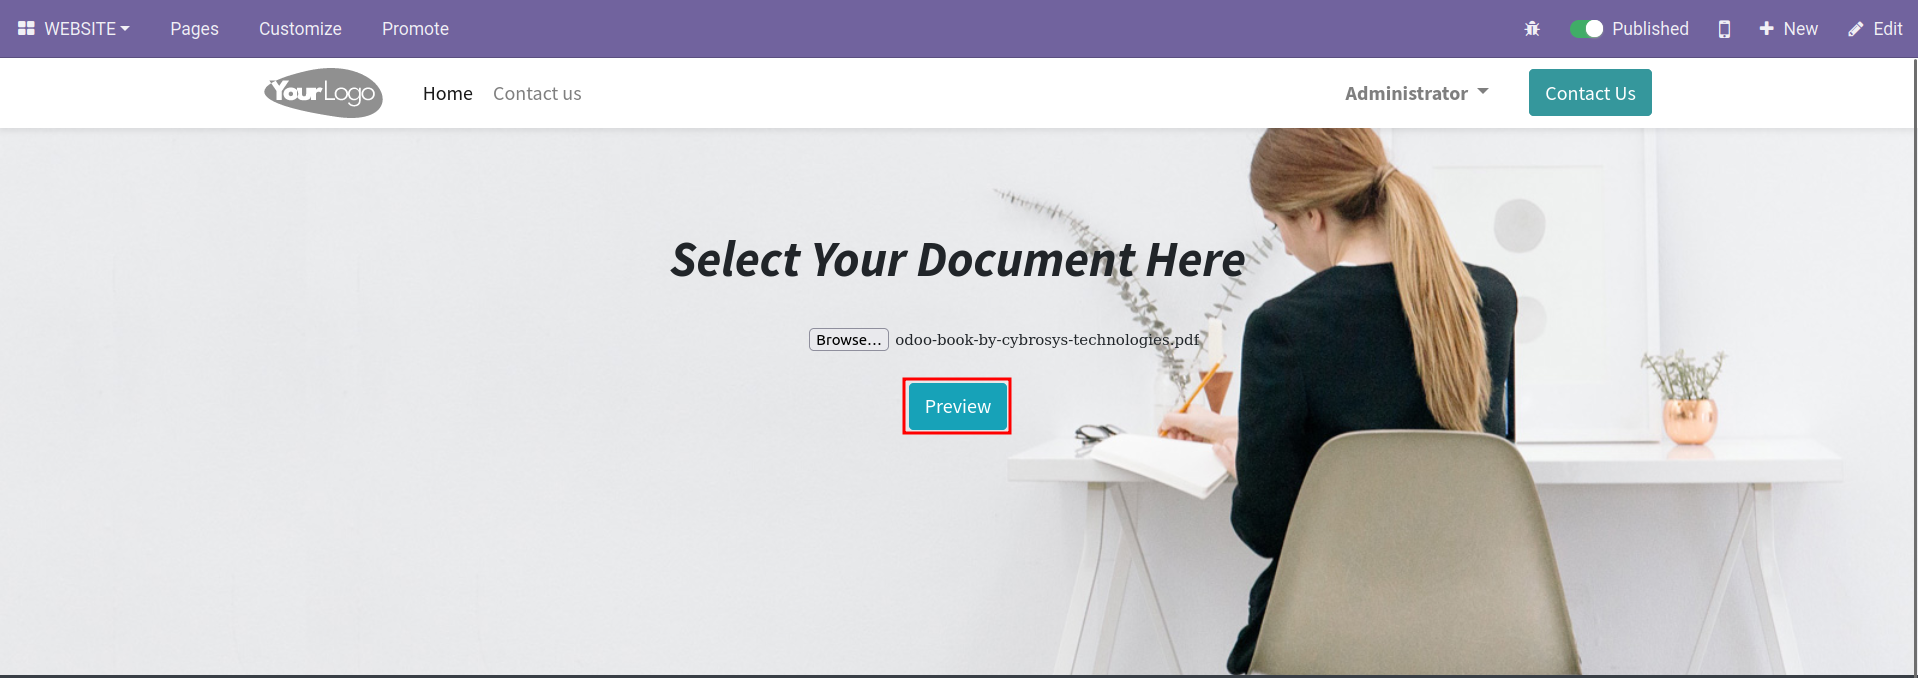 WEBSITE Pages Customize Promote Published New Edit
YourLogo Home Contact us Administrator Contact Us
Select Your Document Here
Browse... odoo-book-by-cybrosys-technologies.pdf
Preview